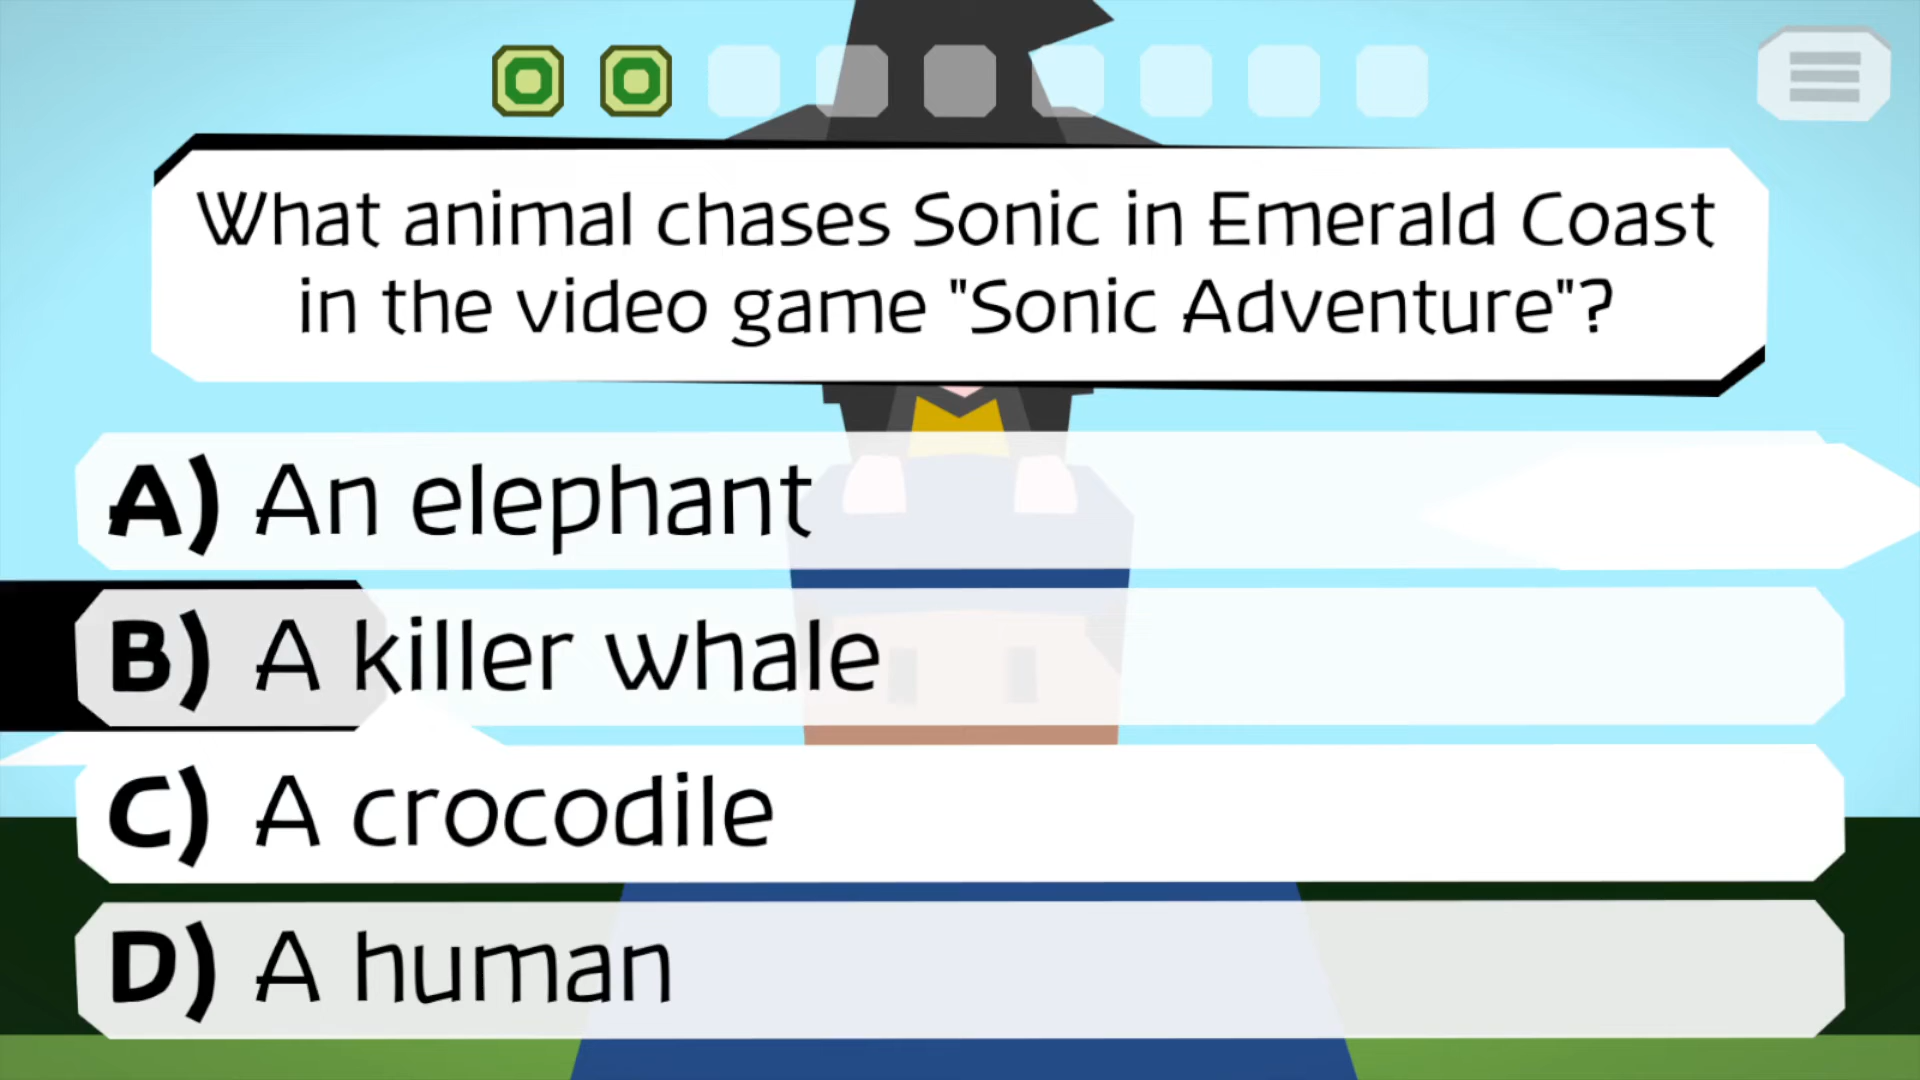 What animal chases Sonic in Emerald Coast
in the video game "Sonic Adventure"?
A) An elephant
B) A killer whale
C) A crocodile
D) A human